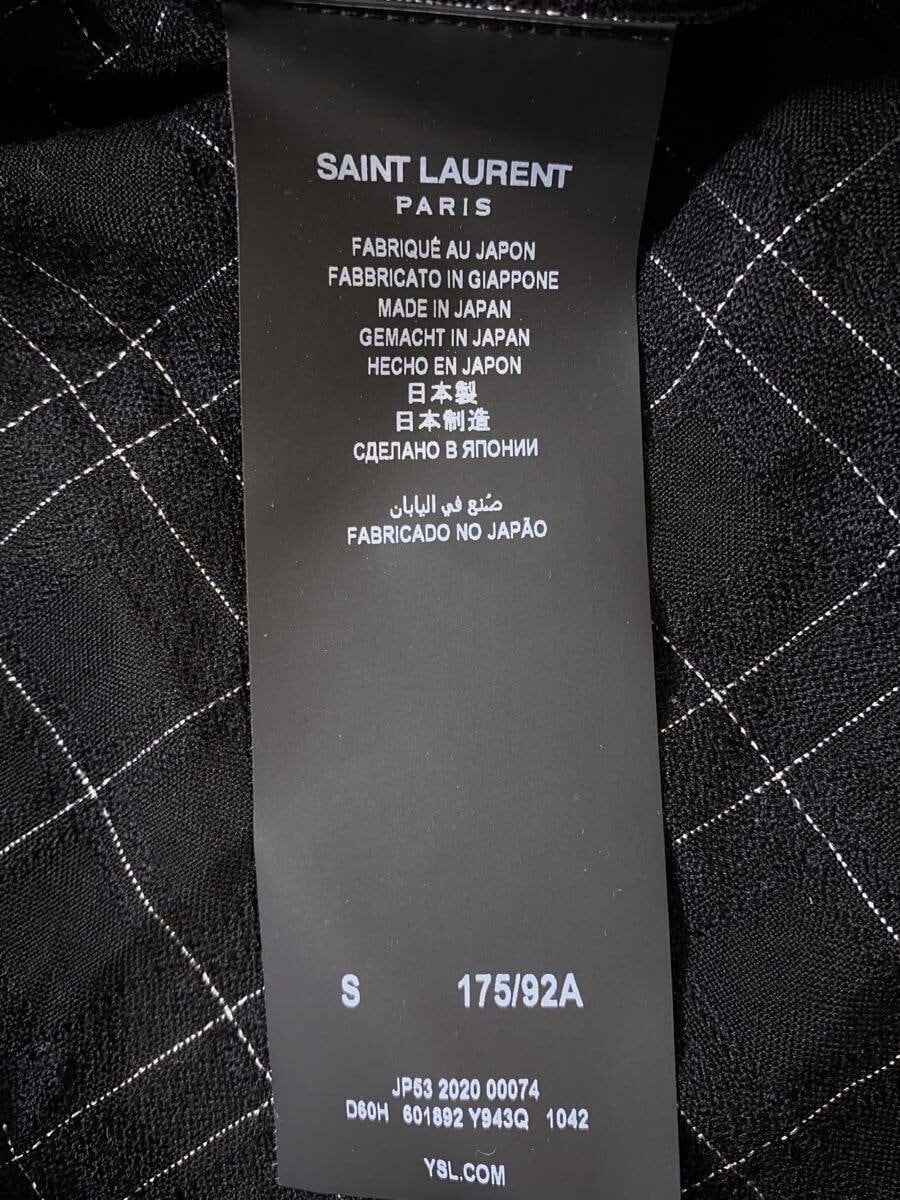 SAINT LAURENT
PARIS
FABRIQUÉ AU JAPON
FABBRICATO IN GIAPPONE
MADE IN JAPAN
GEMACHT IN JAPAN
HECHO EN JAPON
日本製
日本制造
СДЕЛАНО В ЯПОНИИ
صُنع في اليابان
FABRICADO NO JAPÃO
S 175/92A
JP53 2020 00074
D60H 601892 Y943Q 1042
YSL.COM